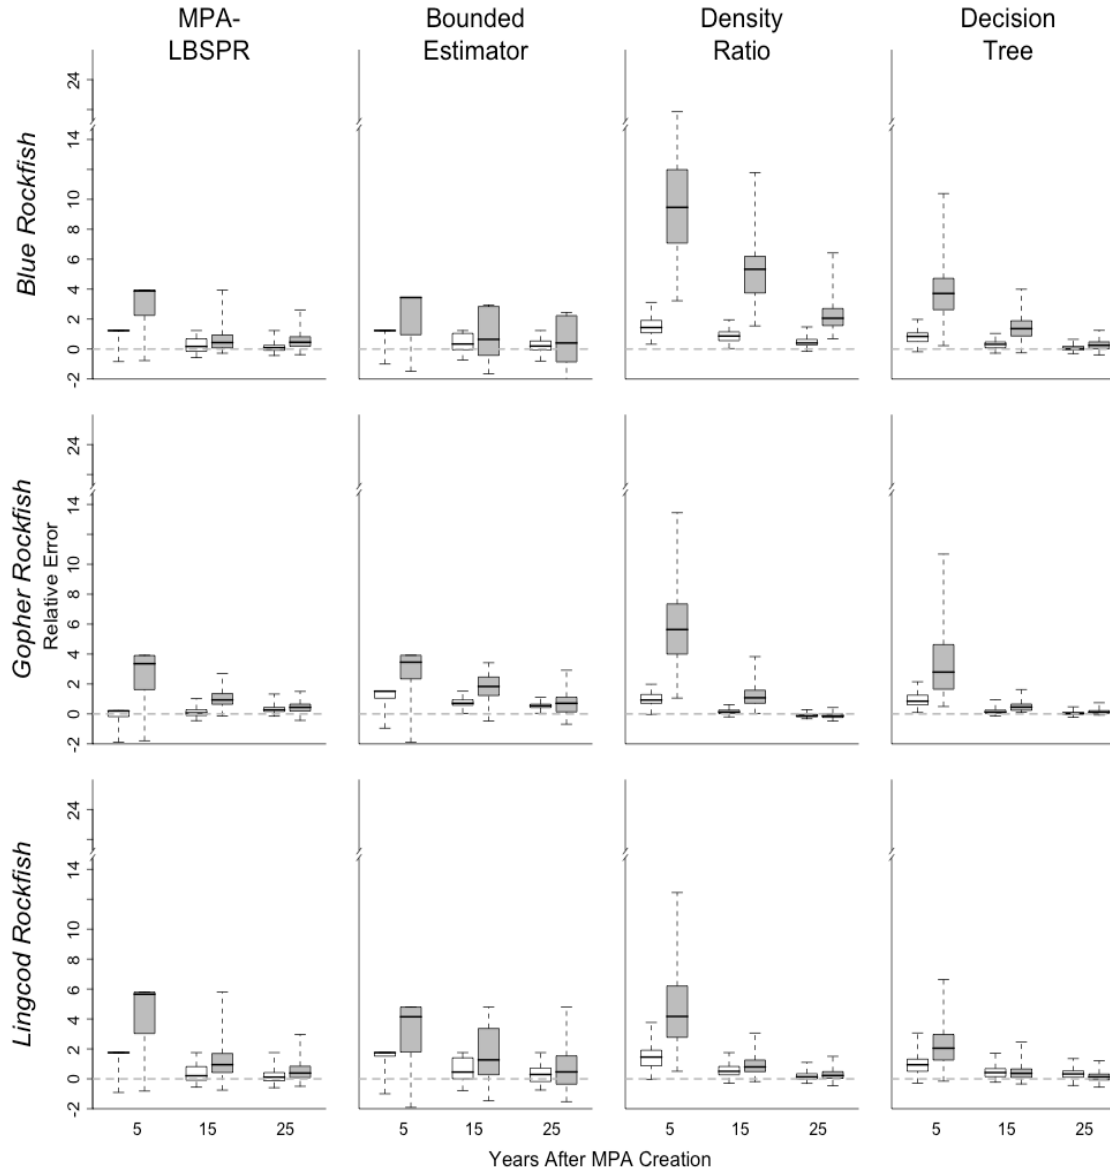 MPA-
LBSPR
Bounded
Estimator
Density
Ratio
Decision
Tree
Blue Rockfish
24
14
10
8
6
4
2
0
-2
Gopher Rockfish
Relative Error
24
14
10
8
6
4
2
0
-2
Lingcod Rockfish
24
14
10
8
6
4
2
0
-2
5 15 25 5 15 25 5 15 25 5 15 25
Years After MPA Creation